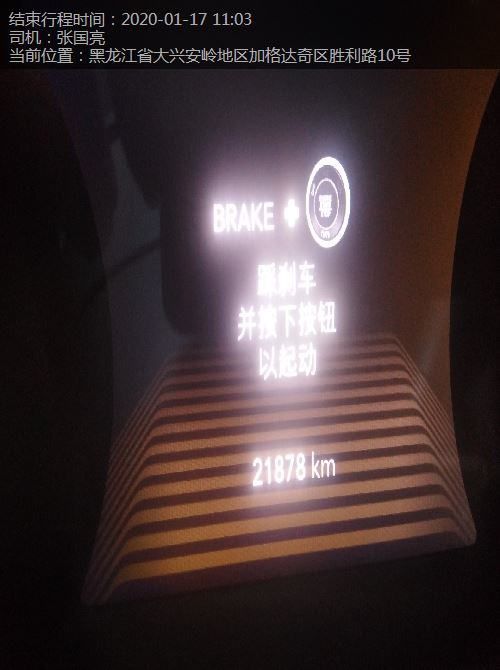 结束行程时间：2020-01-17 11:03
司机：张国亮
当前位置：黑龙江省大兴安岭地区加格达奇区胜利路10号
BRAKE +
踩刹车
并按下按钮
以起动
21878 km